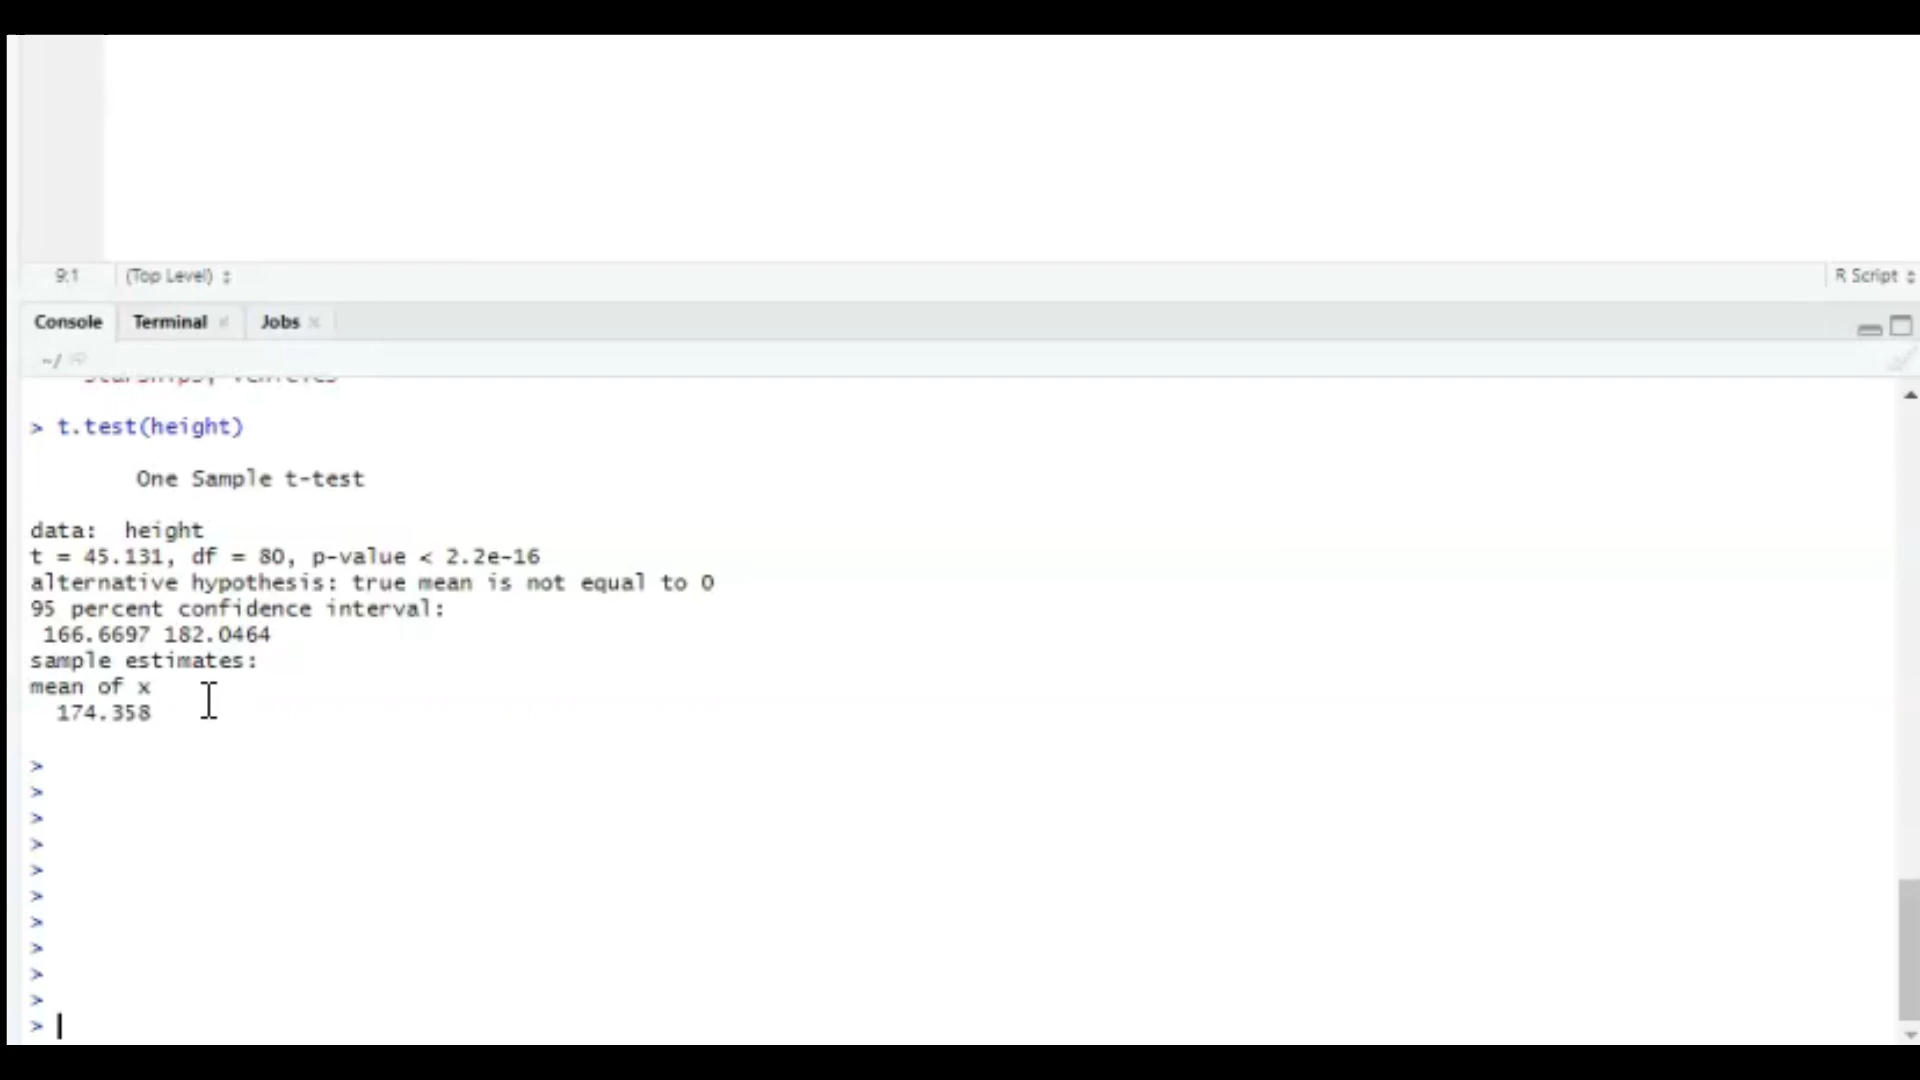 9:1 (Top Level) R Script
Console Terminal Jobs
~/
> t.test(height)
One Sample t-test
data: height
t = 45.131, df = 80, p-value < 2.2e-16
alternative hypothesis: true mean is not equal to 0
95 percent confidence interval:
166.6697 182.0464
sample estimates:
mean of x
174.358
>
>
>
>
>
>
>
>
>
>
>